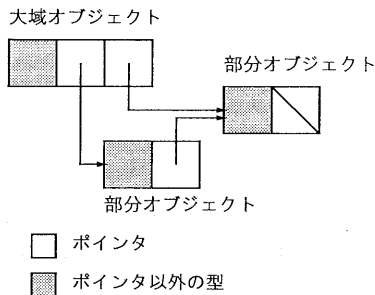 大域オブジェクト
部分オブジェクト
部分オブジェクト
ポインタ
ポインタ以外の型